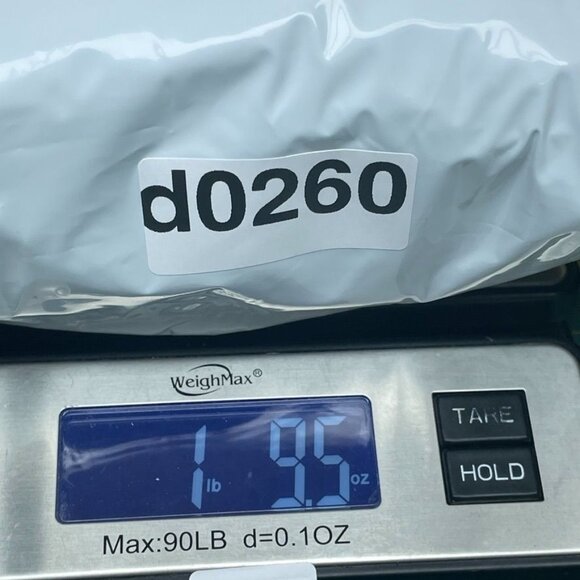 d0260
WeighMax®
1 lb 9.5 oz
TARE
HOLD
Max:90LB d=0.1OZ